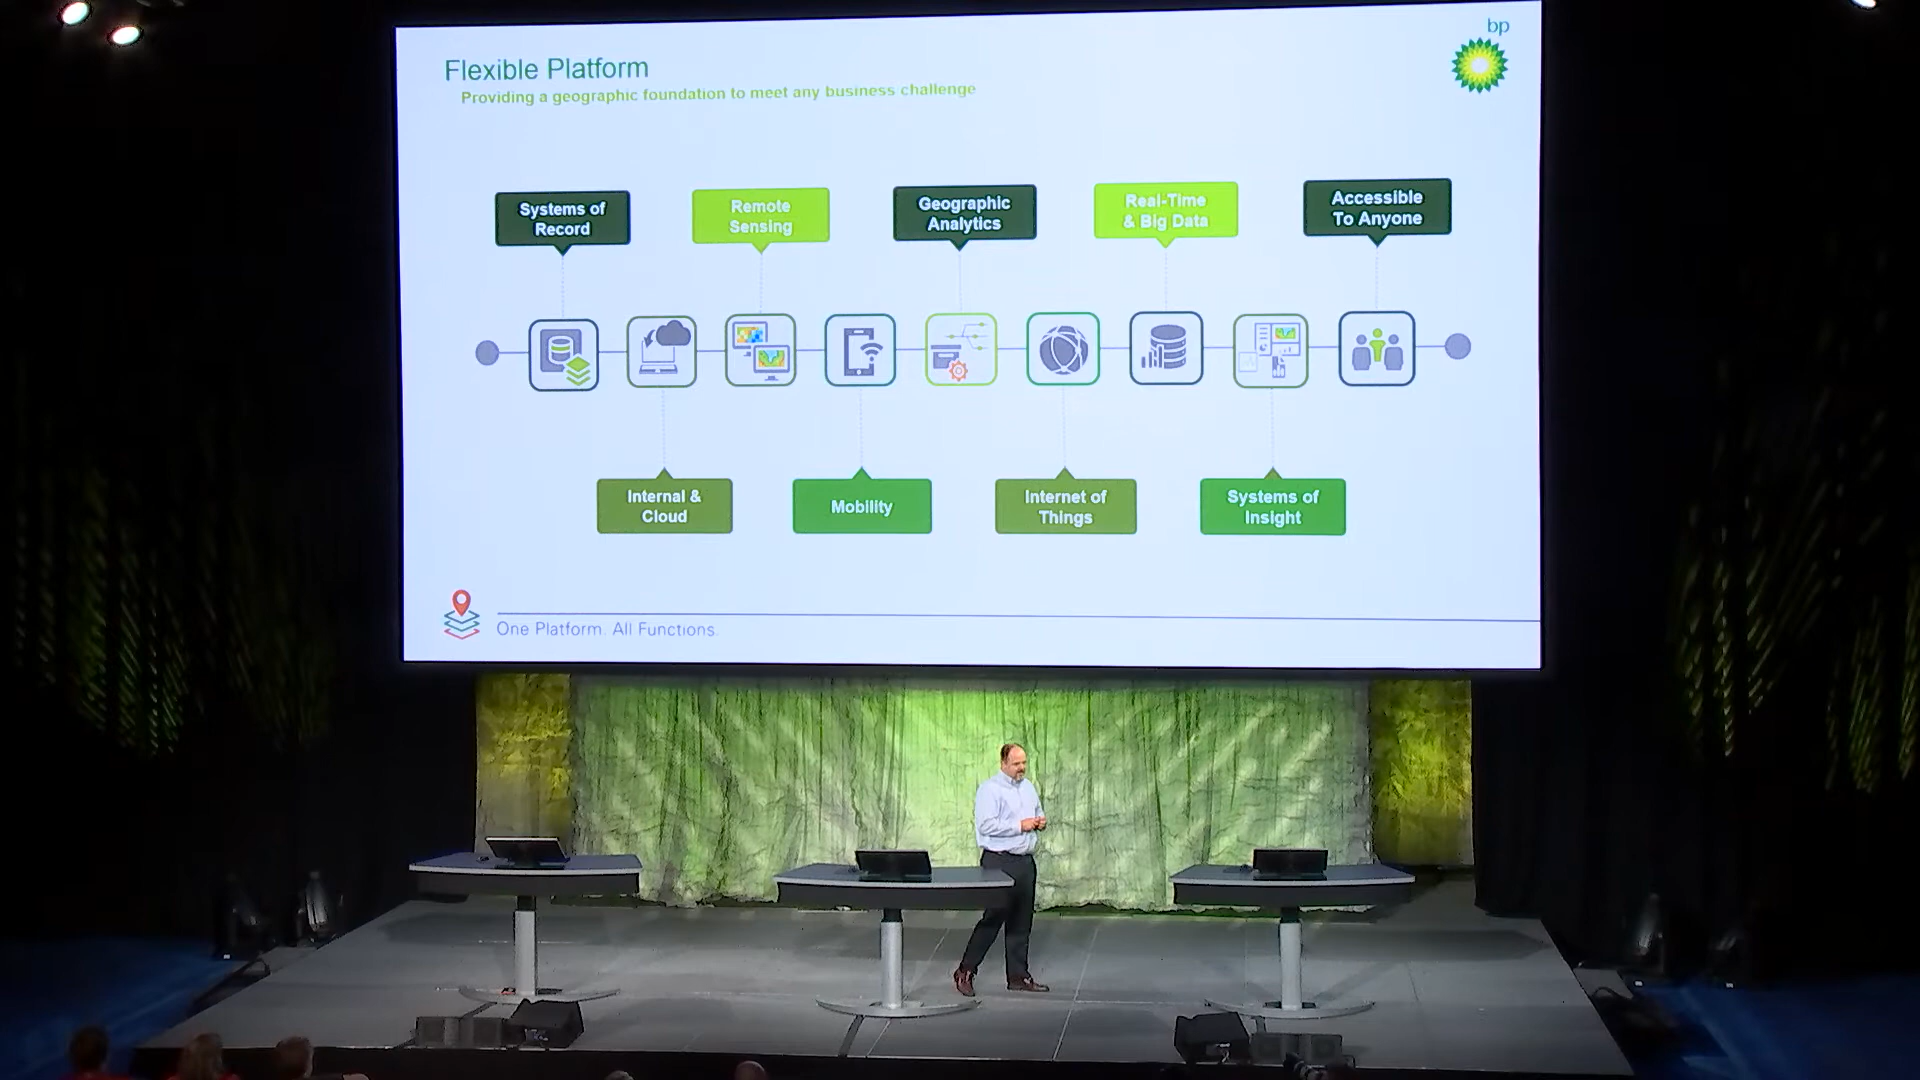 bp
Flexible Platform
Providing a geographic foundation to meet any business challenge
Systems of
Record
Remote
Sensing
Geographic
Analytics
Real-Time
& Big Data
Accessible
To Anyone
Internal &
Cloud
Mobility
Internet of
Things
Systems of
Insight
One Platform. All Functions.